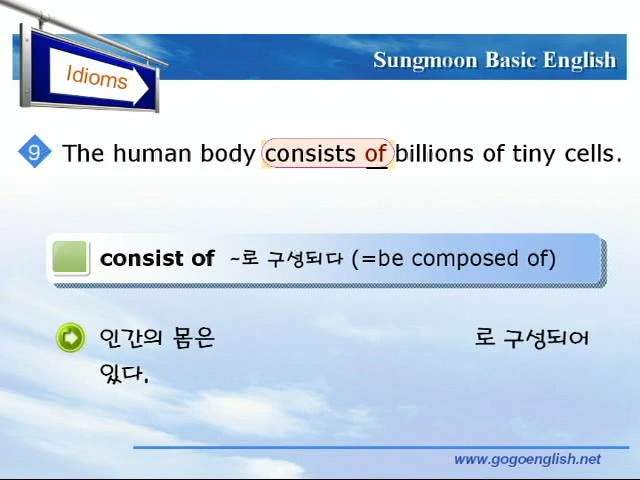 Idioms
Sungmoon Basic English
9 The human body consists of billions of tiny cells.
consist of ~로 구성되다 (=be composed of)
인간의 몸은 로 구성되어
있다.
www.gogoenglish.net